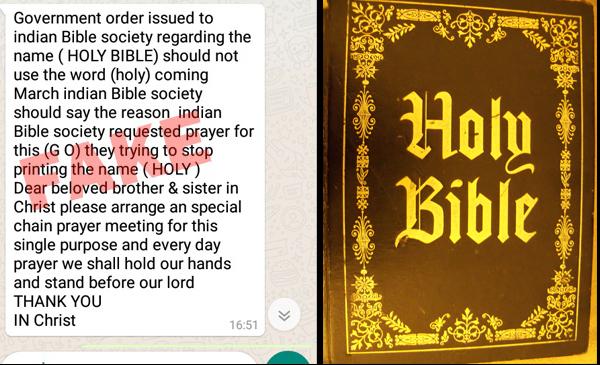 Government order issued to
indian Bible society regarding the
name ( HOLY BIBLE) should not
use the word (holy) coming
March indian Bible society
should say the reason  indian
Bible society requested prayer for
this (G O) they trying to stop
printing the name ( HOLY )
Dear beloved brother & sister in
Christ please arrange an special
chain prayer meeting for this
single purpose and every day
prayer we shall hold our hands
and stand before our lord
THANK YOU
IN Christ
16:51
FAKE
Holy
Bible